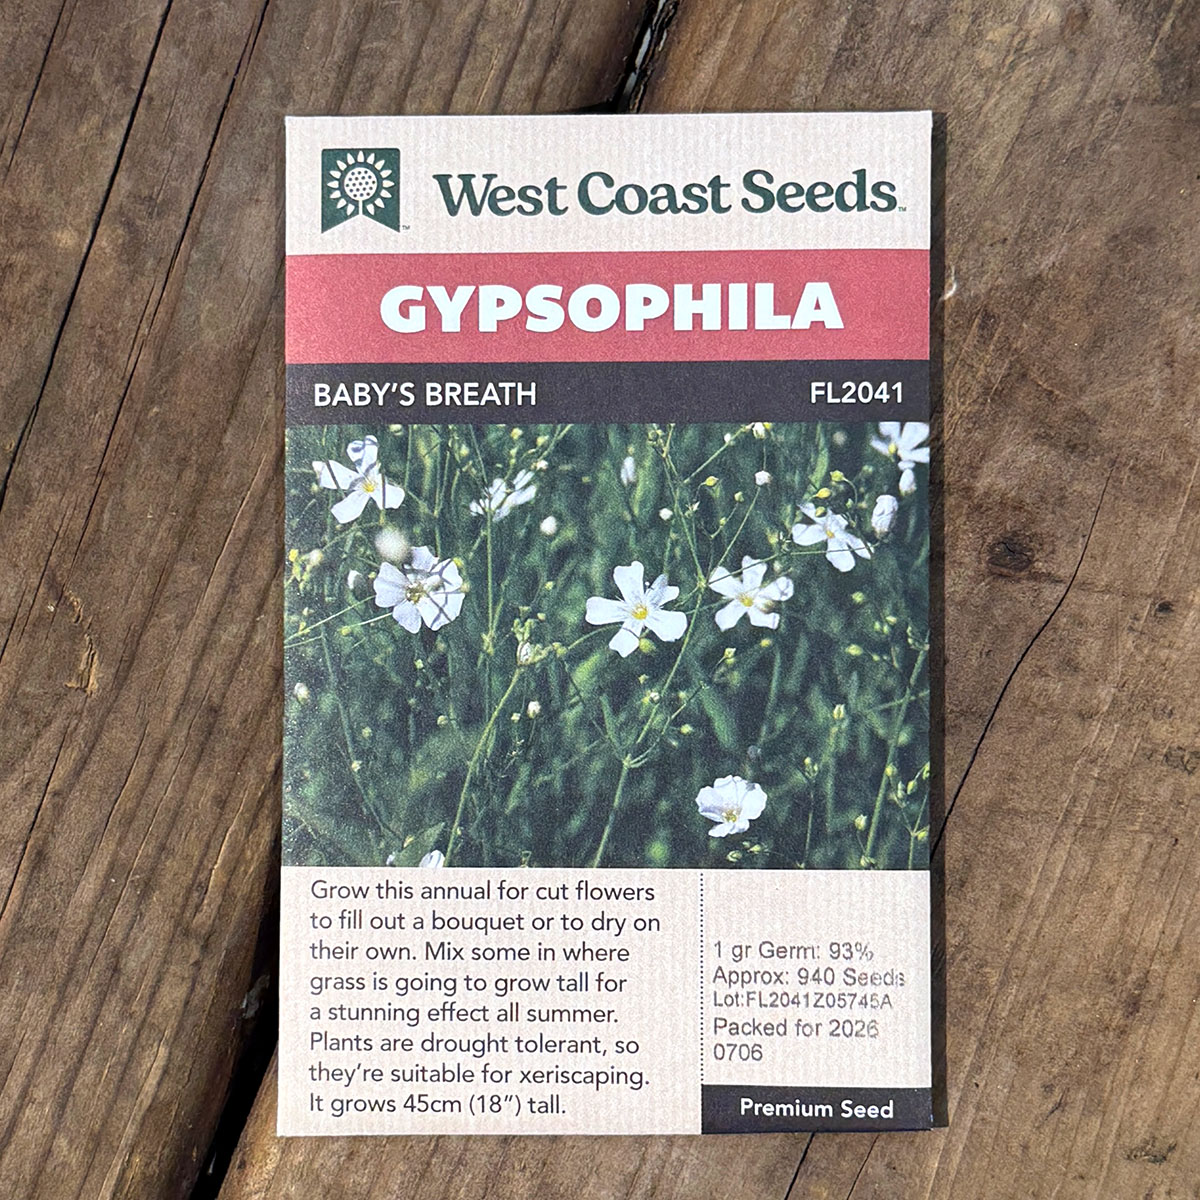 West Coast Seeds™
GYPSOPHILA
BABY'S BREATH
FL2041
Grow this annual for cut flowers
to fill out a bouquet or to dry on
their own. Mix some in where
grass is going to grow tall for
a stunning effect all summer.
Plants are drought tolerant, so
they're suitable for xeriscaping.
It grows 45cm (18") tall.
1 gr Germ: 93%
Approx: 940 Seeds
Lot:FL2041Z05745A
Packed for 2026
0706
Premium Seed